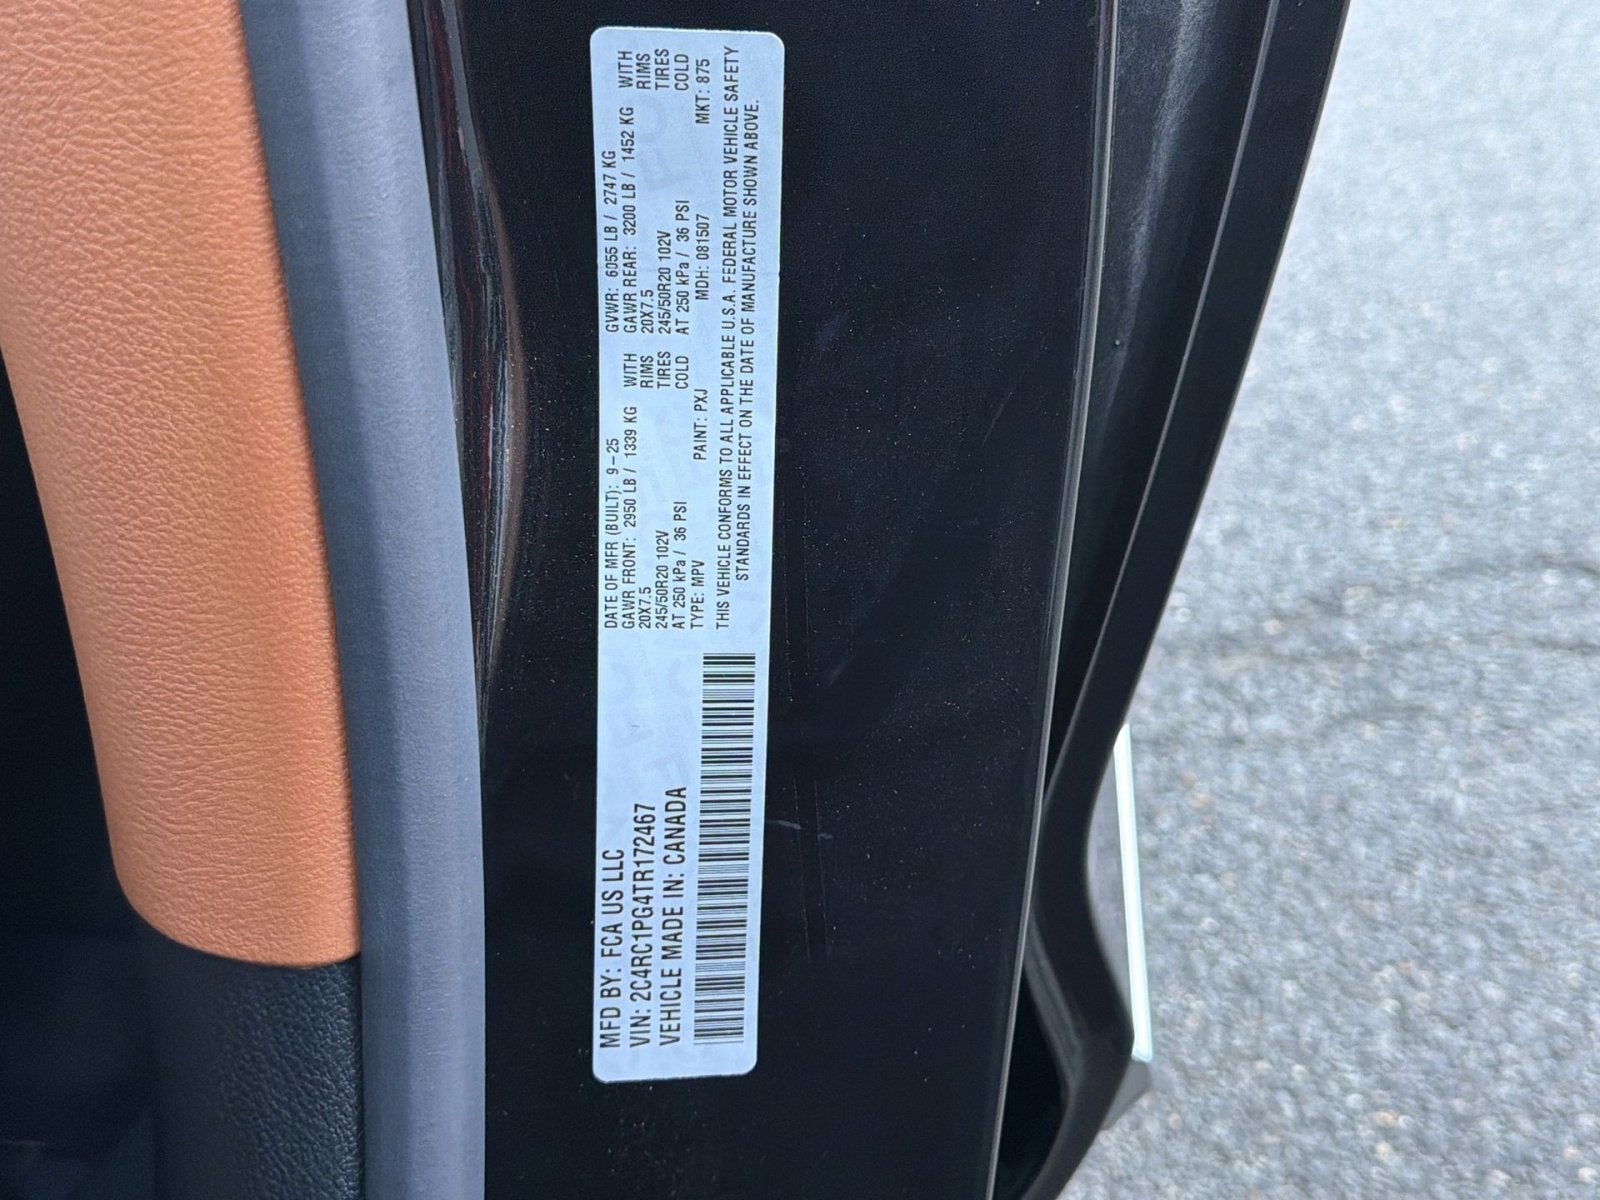 MFD BY: FCA US LLC
VIN: 2C4RC1PG4TR172467
VEHICLE MADE IN: CANADA
DATE OF MFR (BUILT): 9-25 GVWR: 6055 LB / 2747 KG
GAWR FRONT: 2950 LB / 1339 KG WITH GAWR REAR: 3200 LB / 1452 KG WITH
20X7.5 RIMS 20X7.5 RIMS
245/50R20 102V TIRES 245/50R20 102V TIRES
AT 250 kPa / 36 PSI COLD AT 250 kPa / 36 PSI COLD
TYPE: MPV PAINT: PXJ MDH: 081507 MKT: 875
THIS VEHICLE CONFORMS TO ALL APPLICABLE U.S.A. FEDERAL MOTOR VEHICLE SAFETY
STANDARDS IN EFFECT ON THE DATE OF MANUFACTURE SHOWN ABOVE.